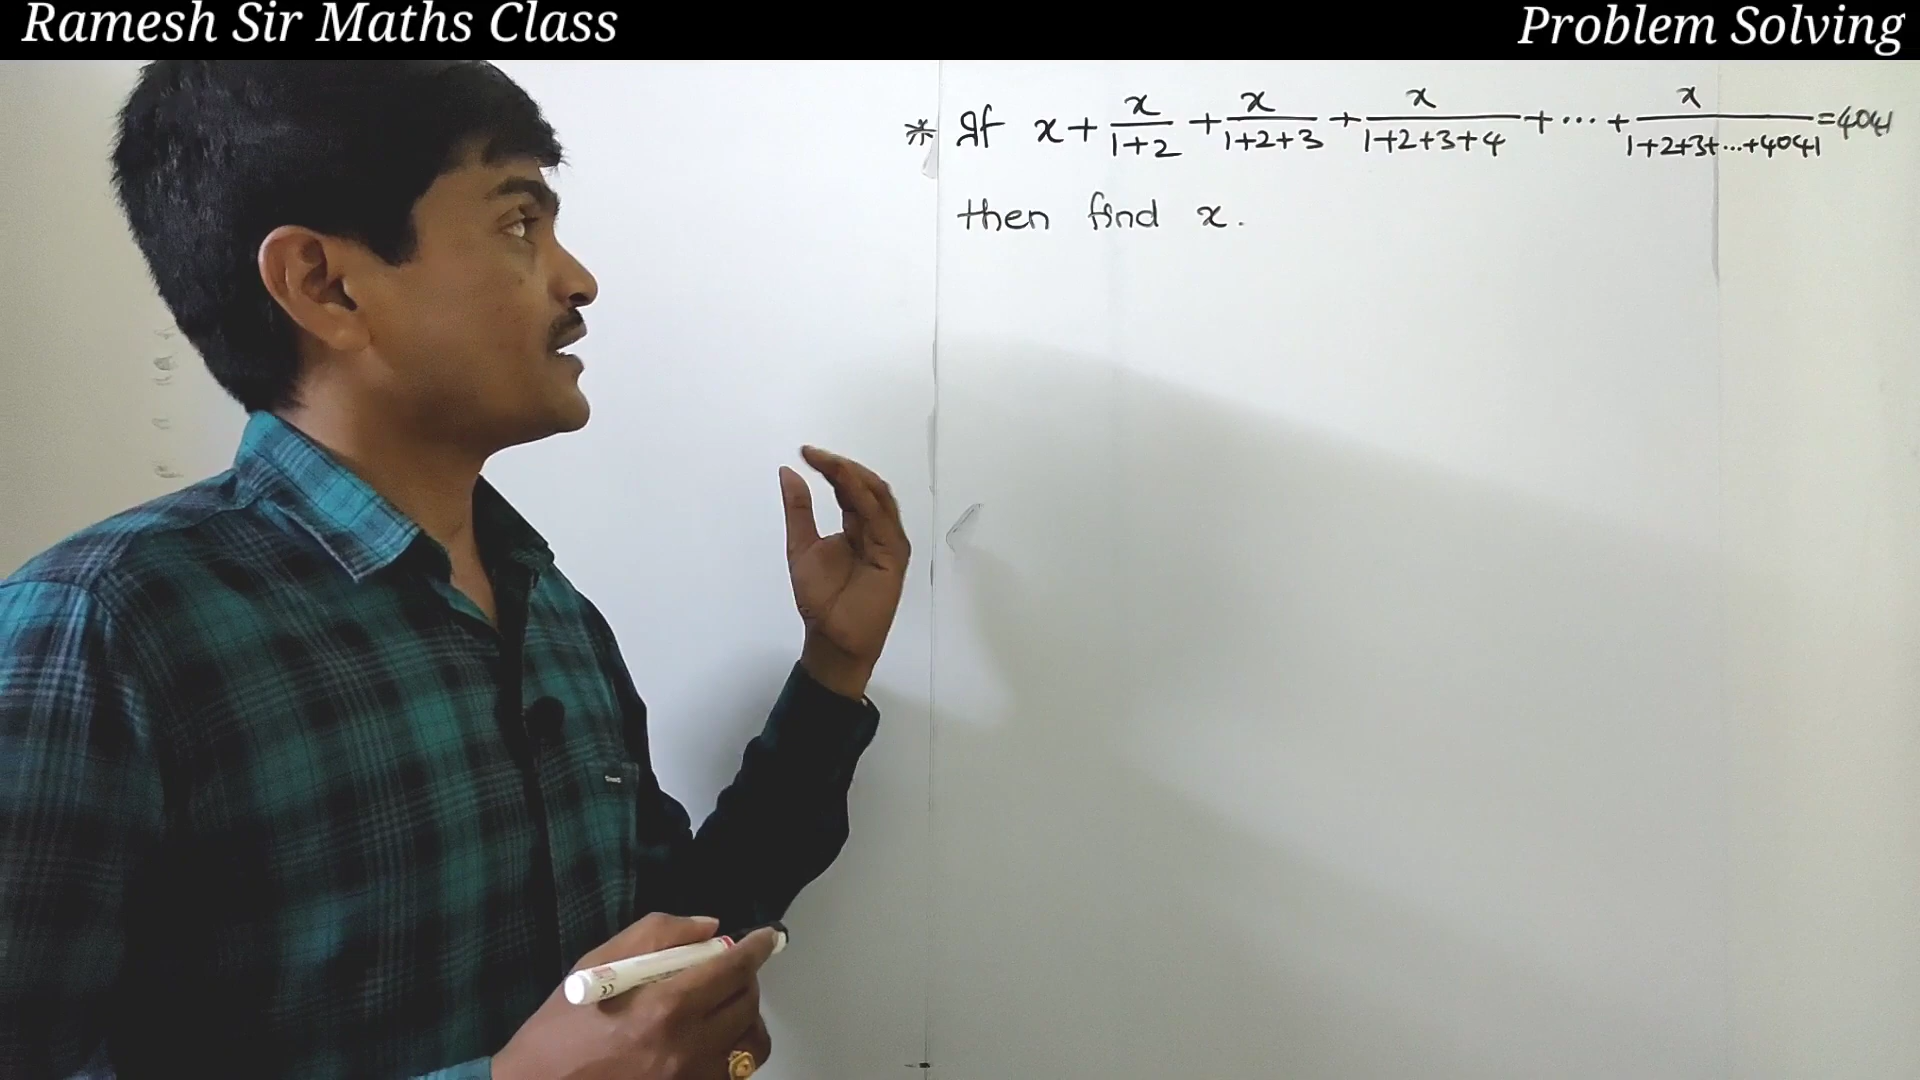 Ramesh Sir Maths Class
Problem Solving
* If x + x/(1+2) + x/(1+2+3) + x/(1+2+3+4) + ... + x/(1+2+3+...+4041) = 4041
then find x.